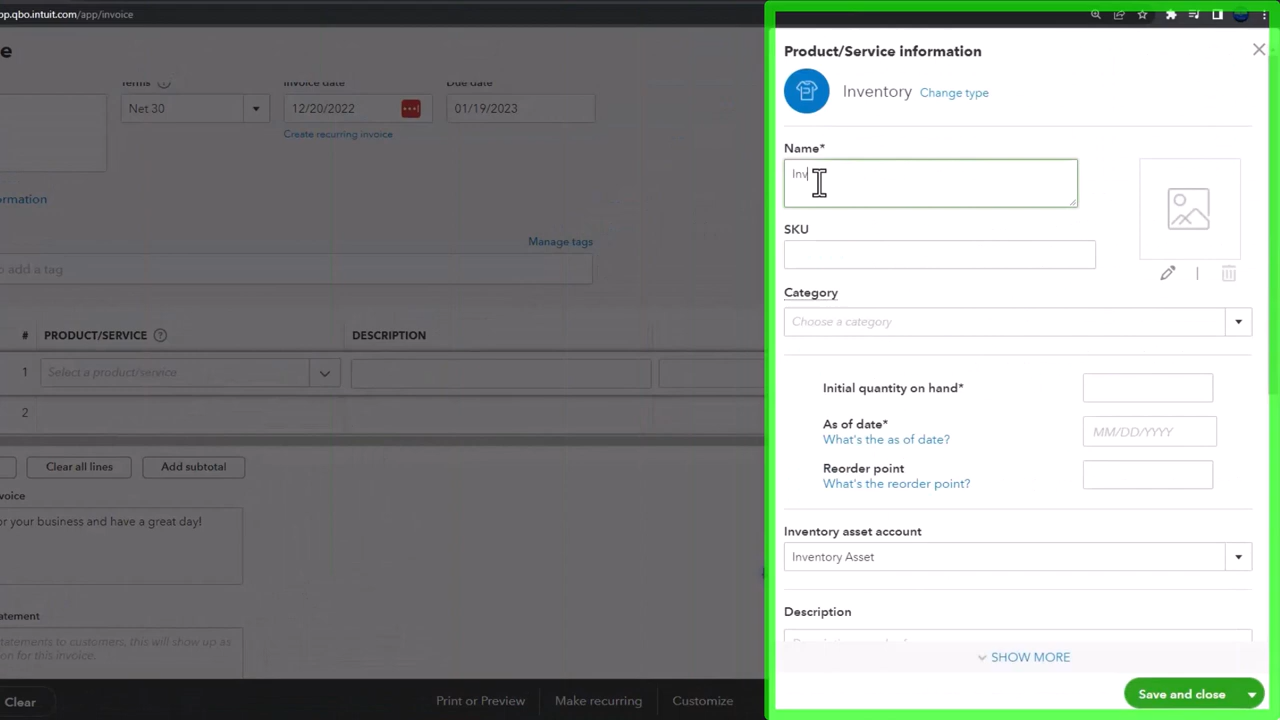 pp.qbo.intuit.com/app/invoice
e
Terms Invoice date Due date
Net 30 12/20/2022 01/19/2023
Create recurring invoice
ormation
Manage tags
o add a tag
# PRODUCT/SERVICE DESCRIPTION
1 Select a product/service
2
Clear all lines Add subtotal
voice
or your business and have a great day!
tatement
tatements to customers, this will show up as
on for this invoice.
Clear Print or Preview Make recurring Customize
Product/Service information
Inventory Change type
Name*
Inv
SKU
Category
Choose a category
Initial quantity on hand*
As of date*
MM/DD/YYYY
What's the as of date?
Reorder point
What's the reorder point?
Inventory asset account
Inventory Asset
Description
SHOW MORE
Save and close